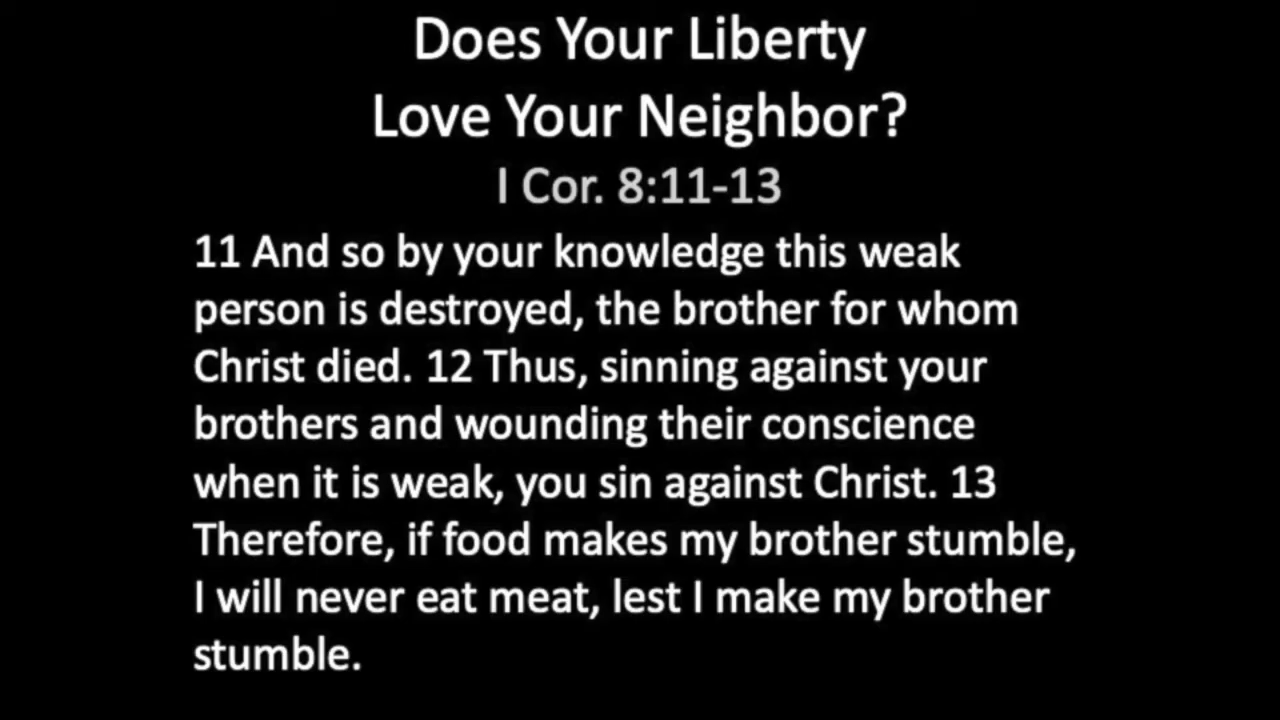 Does Your Liberty
Love Your Neighbor?
I Cor. 8:11-13
11 And so by your knowledge this weak
person is destroyed, the brother for whom
Christ died. 12 Thus, sinning against your
brothers and wounding their conscience
when it is weak, you sin against Christ. 13
Therefore, if food makes my brother stumble,
I will never eat meat, lest I make my brother
stumble.